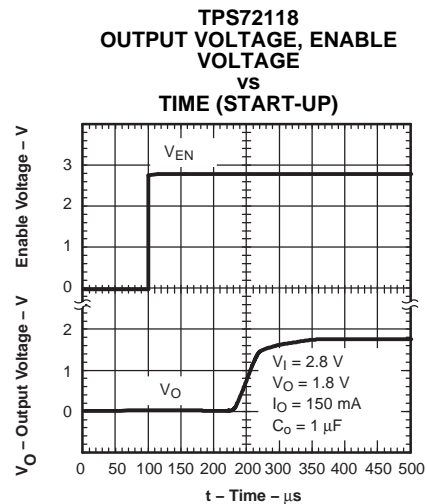 TPS72118
OUTPUT VOLTAGE, ENABLE
VOLTAGE
vs
TIME (START-UP)
Enable Voltage – V
3
2
1
0
VEN
VO – Output Voltage – V
2
1
0
VO
VI = 2.8 V
VO = 1.8 V
IO = 150 mA
Co = 1 μF
0 50 100 150 200 250 300 350 400 450 500
t – Time – μs